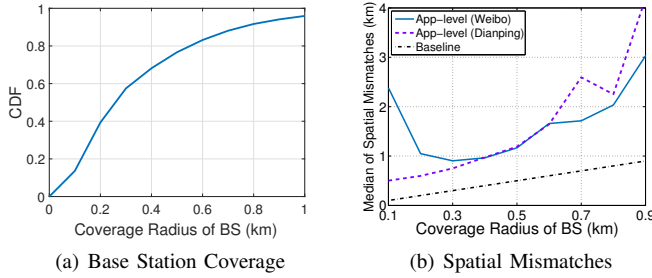 1
0.8
0.6
0.4
0.2
0
CDF
0 0.2 0.4 0.6 0.8 1
Coverage Radius of BS (km)
(a) Base Station Coverage
Median of Spatial Mismatches (km)
4
3
2
1
0
App-level (Weibo)
App-level (Dianping)
Baseline
0.1 0.3 0.5 0.7 0.9
Coverage Radius of BS (km)
(b) Spatial Mismatches